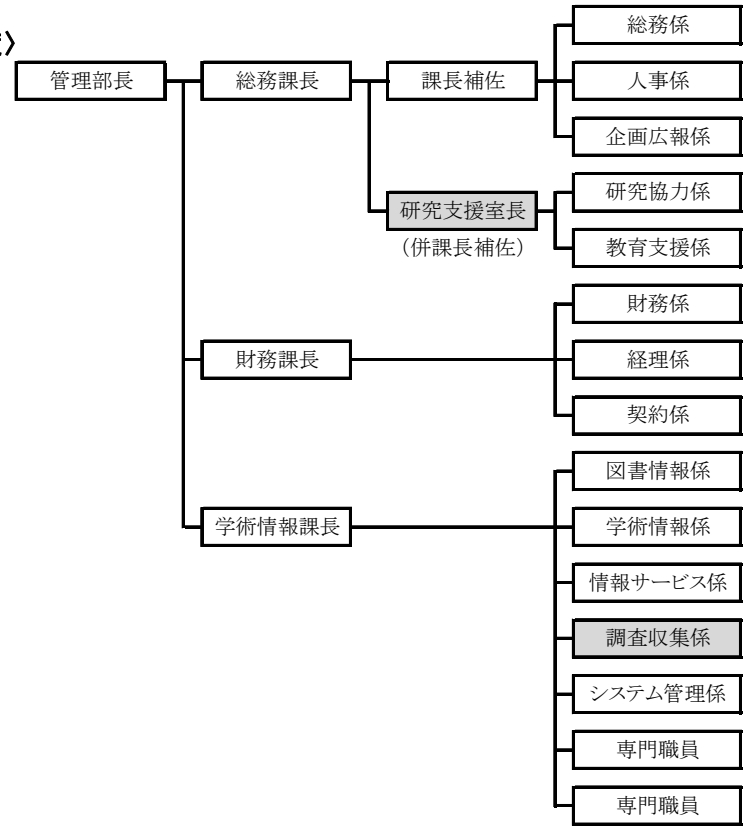 〉
総務係
管理部長 総務課長 課長補佐 人事係
企画広報係
研究支援室長 研究協力係
（併課長補佐） 教育支援係
財務係
財務課長 経理係
契約係
図書情報係
学術情報課長 学術情報係
情報サービス係
調査収集係
システム管理係
専門職員
専門職員